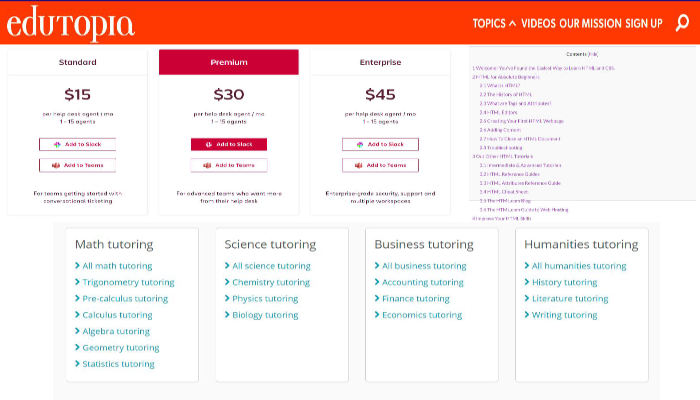 edutopia
TOPICS VIDEOS OUR MISSION SIGN UP
Standard
$15
per help desk agent / mo
1 – 15 agents
Add to Slack
Add to Teams
For teams getting started with
conversational ticketing
Premium
$30
per help desk agent / mo
1 – 15 agents
Add to Slack
Add to Teams
For advanced teams who want more
from their help desk
Enterprise
$45
per help desk agent / mo
1 – 15 agents
Add to Slack
Add to Teams
Enterprise-grade security, support and
multiple workspaces
Contents [hide]
1 Welcome! You've Found the Easiest Way to Learn HTML and CSS
2 HTML for Absolute Beginners
2.1 What is HTML?
2.2 The History of HTML
2.3 What are Tags and Attributes?
2.4 HTML Editors
2.5 Creating Your First HTML Webpage
2.6 Adding Content
2.7 How To Close an HTML Document
2.8 Troubleshooting
3 Our Other HTML Tutorials
3.1 Intermediate & Advanced Tutorials
3.2 HTML Reference Guides
3.3 HTML Attributes Reference Guide
3.4 HTML Cheat Sheet
3.5 The HTML.com Blog
3.6 The HTML.com Guide to Web Hosting
4 Improve Your HTML Skills
Math tutoring
All math tutoring
Trigonometry tutoring
Pre-calculus tutoring
Calculus tutoring
Algebra tutoring
Geometry tutoring
Statistics tutoring
Science tutoring
All science tutoring
Chemistry tutoring
Physics tutoring
Biology tutoring
Business tutoring
All business tutoring
Accounting tutoring
Finance tutoring
Economics tutoring
Humanities tutoring
All humanities tutoring
History tutoring
Literature tutoring
Writing tutoring